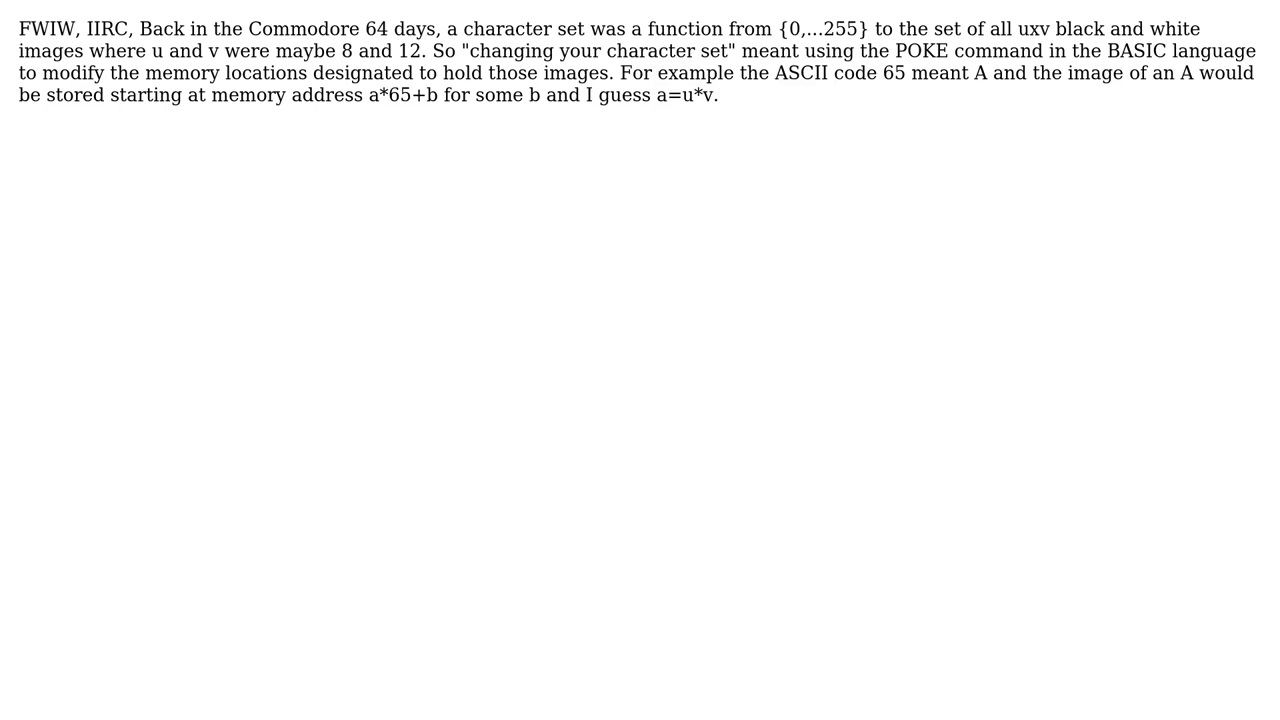 FWIW, IIRC, Back in the Commodore 64 days, a character set was a function from {0,...255} to the set of all uxv black and white
images where u and v were maybe 8 and 12. So "changing your character set" meant using the POKE command in the BASIC language
to modify the memory locations designated to hold those images. For example the ASCII code 65 meant A and the image of an A would
be stored starting at memory address a*65+b for some b and I guess a=u*v.